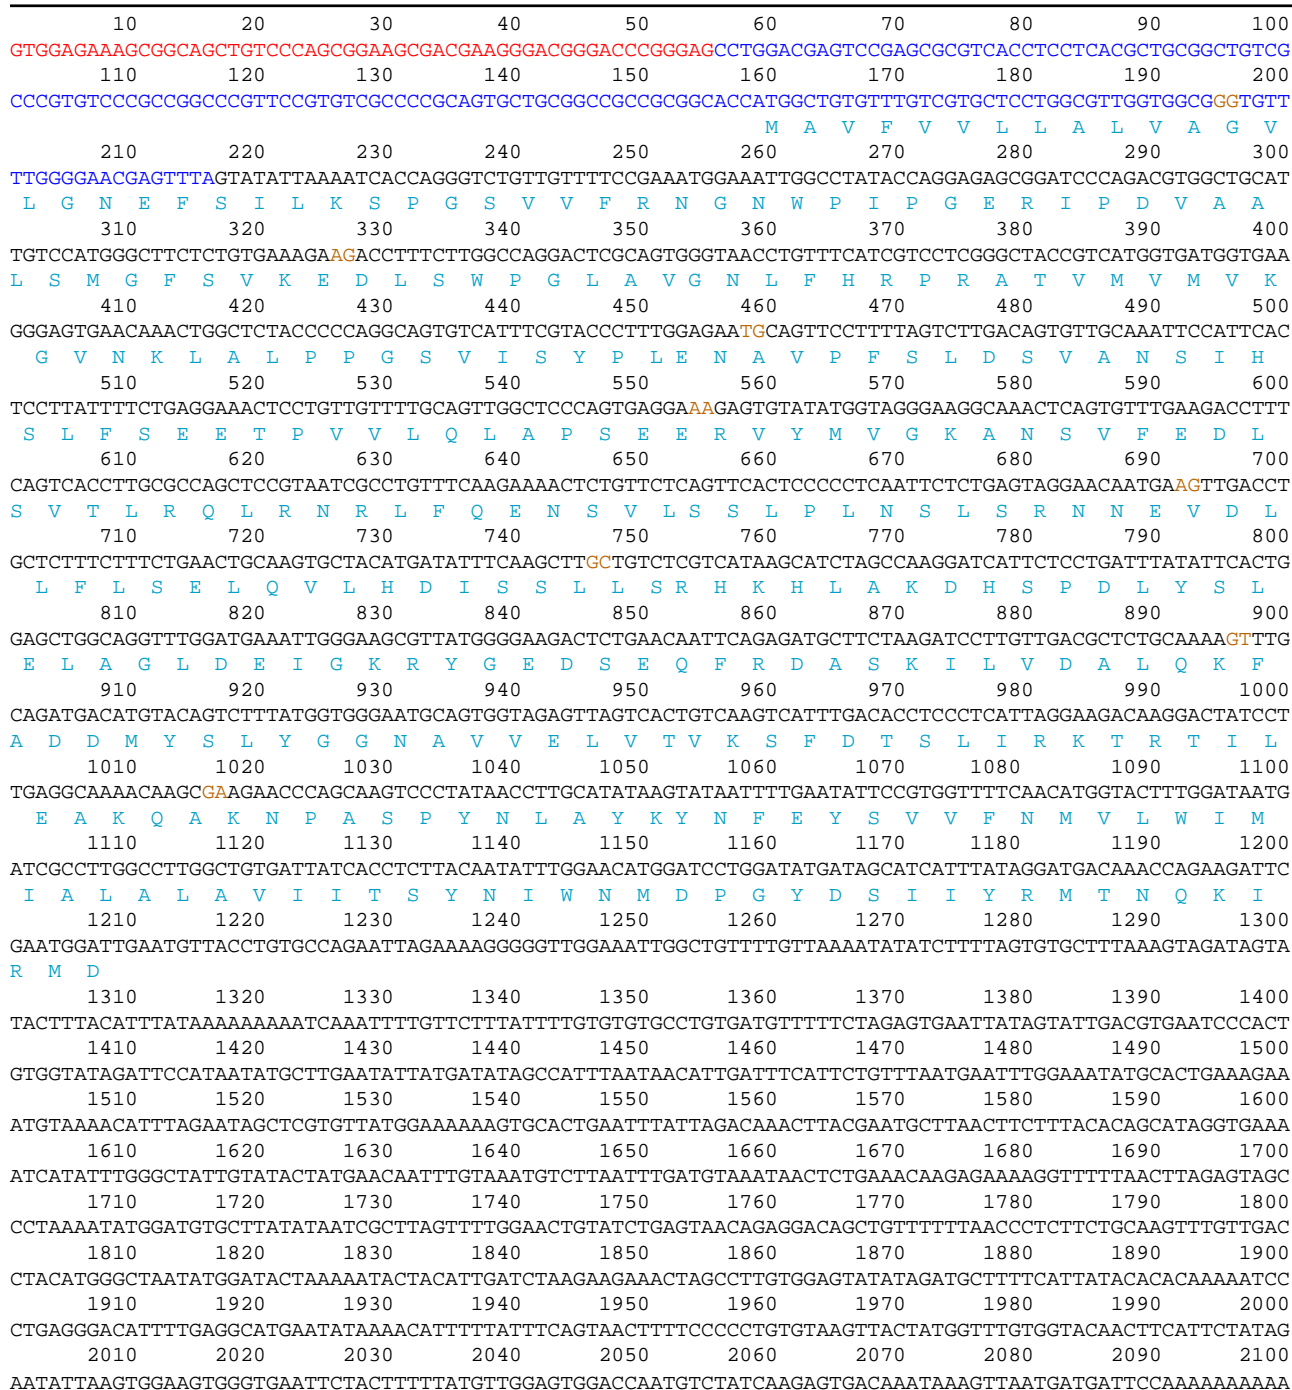 10 20 30 40 50 60 70 80 90 100
GTGGAGAAAGCGGCAGCTGTCCCAGCGGAAGCGACGAAGGGACGGGACCCGGGAGCCTGGACGAGTCCGAGCGCGTCACCTCCTCACGCTGCGGCTGTCG
110 120 130 140 150 160 170 180 190 200
CCCGTGTCCCGCCGGCCCGTTCCGTGTCGCCCCGCAGTGCTGCGGCCGCCGCGGCACCATGGCTGTGTTTGTCGTGCTCCTGGCGTTGGTGGCGGGTGTT
M A V F V V L L A L V A G V
210 220 230 240 250 260 270 280 290 300
TTGGGGAACGAGTTTAGTATATTAAAATCACCAGGGTCTGTTGTTTTCCGAAATGGAAATTGGCCTATACCAGGAGAGCGGATCCCAGACGTGGCTGCAT
L G N E F S I L K S P G S V V F R N G N W P I P G E R I P D V A A
310 320 330 340 350 360 370 380 390 400
TGTCCATGGGCTTCTCTGTGAAAGAAGACCTTTCTTGGCCAGGACTCGCAGTGGGTAACCTGTTTCATCGTCCTCGGGCTACCGTCATGGTGATGGTGAA
L S M G F S V K E D L S W P G L A V G N L F H R P R A T V M V M V K
410 420 430 440 450 460 470 480 490 500
GGGAGTGAACAAACTGGCTCTACCCCCAGGCAGTGTCATTTCGTACCCTTTGGAGAATGCAGTTCCTTTTAGTCTTGACAGTGTTGCAAATTCCATTCAC
G V N K L A L P P G S V I S Y P L E N A V P F S L D S V A N S I H
510 520 530 540 550 560 570 580 590 600
TCCTTATTTTCTGAGGAAACTCCTGTTGTTTTGCAGTTGGCTCCCAGTGAGGAAAGAGTGTATATGGTAGGGAAGGCAAACTCAGTGTTTGAAGACCTTT
S L F S E E T P V V L Q L A P S E E R V Y M V G K A N S V F E D L
610 620 630 640 650 660 670 680 690 700
CAGTCACCTTGCGCCAGCTCCGTAATCGCCTGTTTCAAGAAAACTCTGTTCTCAGTTCACTCCCCCTCAATTCTCTGAGTAGGAACAATGAAGTTGACCT
S V T L R Q L R N R L F Q E N S V L S S L P L N S L S R N N E V D L
710 720 730 740 750 760 770 780 790 800
GCTCTTTCTTTCTGAACTGCAAGTGCTACATGATATTTCAAGCTTGCTGTCTCGTCATAAGCATCTAGCCAAGGATCATTCTCCTGATTTATATTCACTG
L F L S E L Q V L H D I S S L L S R H K H L A K D H S P D L Y S L
810 820 830 840 850 860 870 880 890 900
GAGCTGGCAGGTTTGGATGAAATTGGGAAGCGTTATGGGGAAGACTCTGAACAATTCAGAGATGCTTCTAAGATCCTTGTTGACGCTCTGCAAAAGTTTG
E L A G L D E I G K R Y G E D S E Q F R D A S K I L V D A L Q K F
910 920 930 940 950 960 970 980 990 1000
CAGATGACATGTACAGTCTTTATGGTGGGAATGCAGTGGTAGAGTTAGTCACTGTCAAGTCATTTGACACCTCCCTCATTAGGAAGACAAGGACTATCCT
A D D M Y S L Y G G N A V V E L V T V K S F D T S L I R K T R T I L
1010 1020 1030 1040 1050 1060 1070 1080 1090 1100
TGAGGCAAAACAAGCGAAGAACCCAGCAAGTCCCTATAACCTTGCATATAAGTATAATTTTGAATATTCCGTGGTTTTCAACATGGTACTTTGGATAATG
E A K Q A K N P A S P Y N L A Y K Y N F E Y S V V F N M V L W I M
1110 1120 1130 1140 1150 1160 1170 1180 1190 1200
ATCGCCTTGGCCTTGGCTGTGATTATCACCTCTTACAATATTTGGAACATGGATCCTGGATATGATAGCATCATTTATAGGATGACAAACCAGAAGATTC
I A L A L A V I I T S Y N I W N M D P G Y D S I I Y R M T N Q K I
1210 1220 1230 1240 1250 1260 1270 1280 1290 1300
GAATGGATTGAATGTTACCTGTGCCAGAATTAGAAAAGGGGGTTGGAAATTGGCTGTTTTGTTAAAATATATCTTTTAGTGTGCTTTAAAGTAGATAGTA
R M D
1310 1320 1330 1340 1350 1360 1370 1380 1390 1400
TACTTTACATTTATAAAAAAAAATCAAATTTTGTTCTTTATTTTGTGTGTGCCTGTGATGTTTTTCTAGAGTGAATTATAGTATTGACGTGAATCCCACT
1410 1420 1430 1440 1450 1460 1470 1480 1490 1500
GTGGTATAGATTCCATAATATGCTTGAATATTATGATATAGCCATTTAATAACATTGATTTCATTCTGTTTAATGAATTTGGAAATATGCACTGAAAGAA
1510 1520 1530 1540 1550 1560 1570 1580 1590 1600
ATGTAAAACATTTAGAATAGCTCGTGTTATGGAAAAAAGTGCACTGAATTTATTAGACAAACTTACGAATGCTTAACTTCTTTACACAGCATAGGTGAAA
1610 1620 1630 1640 1650 1660 1670 1680 1690 1700
ATCATATTTGGGCTATTGTATACTATGAACAATTTGTAAATGTCTTAATTTGATGTAAATAACTCTGAAACAAGAGAAAAGGTTTTTAACTTAGAGTAGC
1710 1720 1730 1740 1750 1760 1770 1780 1790 1800
CCTAAAATATGGATGTGCTTATATAATCGCTTAGTTTTGGAACTGTATCTGAGTAACAGAGGACAGCTGTTTTTTAACCCTCTTCTGCAAGTTTGTTGAC
1810 1820 1830 1840 1850 1860 1870 1880 1890 1900
CTACATGGGCTAATATGGATACTAAAAATACTACATTGATCTAAGAAGAAACTAGCCTTGTGGAGTATATAGATGCTTTTCATTATACACACAAAAATCC
1910 1920 1930 1940 1950 1960 1970 1980 1990 2000
CTGAGGGACATTTTGAGGCATGAATATAAAACATTTTTATTTCAGTAACTTTTCCCCCTGTGTAAGTTACTATGGTTTGTGGTACAACTTCATTCTATAG
2010 2020 2030 2040 2050 2060 2070 2080 2090 2100
AATATTAAGTGGAAGTGGGTGAATTCTACTTTTTATGTTGGAGTGGACCAATGTCTATCAAGAGTGACAAATAAAGTTAATGATGATTCCAAAAAAAAAA